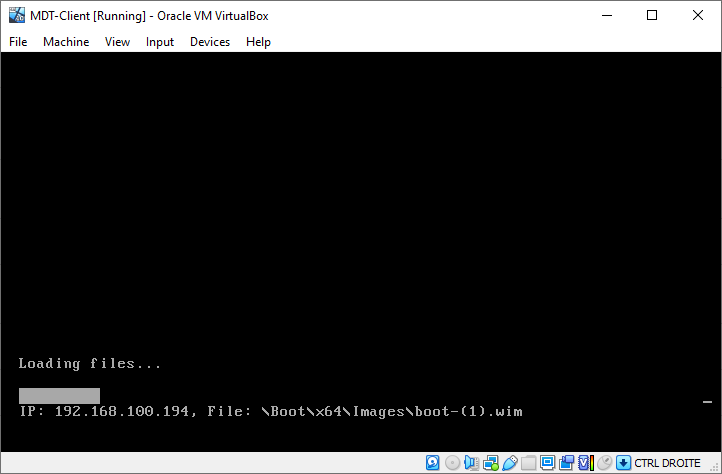 MDT-Client [Running] - Oracle VM VirtualBox
File Machine View Input Devices Help
Loading files...
IP: 192.168.100.194, File: \Boot\x64\Images\boot-(1).wim
CTRL DROITE